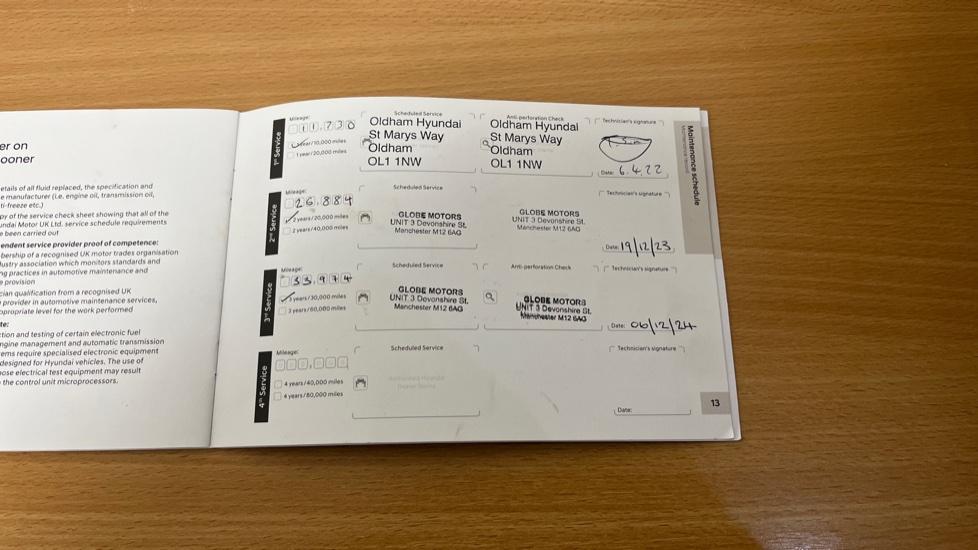 er on
ooner
etails of all fluid replaced, the specification and
e manufacturer (i.e. engine oil, transmission oil,
ti-freeze etc.)
py of the service check sheet showing that all of the
undai Motor UK Ltd. service schedule requirements
e been carried out
endent service provider proof of competence:
bership of a recognised UK motor trades organisation
dustry association which monitors standards and
ng practices in automotive maintenance and
e provision
cian qualification from a recognised UK
provider in automotive maintenance services,
opropriate level for the work performed
te:
ction and testing of certain electronic fuel
ngine management and automatic transmission
ems require specialised electronic equipment
designed for Hyundai vehicles. The use of
ose electrical test equipment may result
the control unit microprocessors.
Maintenance schedule
1st Service
Mileage:
11,730
1 year/10,000 miles
1 year/20,000 miles
Scheduled Service
Oldham Hyundai
St Marys Way
Oldham
OL1 1NW
Anti-perforation Check
Oldham Hyundai
St Marys Way
Oldham
OL1 1NW
Technician's signature
Date: 6.4.22
2nd Service
Mileage:
26,884
2 years/20,000 miles
2 years/40,000 miles
Scheduled Service
GLOBE MOTORS
UNIT 3 Devonshire St.
Manchester M12 6AG
GLOBE MOTORS
UNIT 3 Devonshire St.
Manchester M12 6AG
Technician's signature
Date: 19/12/23
3rd Service
Mileage:
33,974
3 years/30,000 miles
3 years/60,000 miles
Scheduled Service
GLOBE MOTORS
UNIT 3 Devonshire St.
Manchester M12 6AG
Anti-perforation Check
GLOBE MOTORS
UNIT 3 Devonshire St.
Manchester M12 6AG
Technician's signature
Date: 06/12/24
4th Service
Mileage:
4 years/40,000 miles
4 years/80,000 miles
Scheduled Service
Authorised Hyundai
Technician's signature
Date:
13